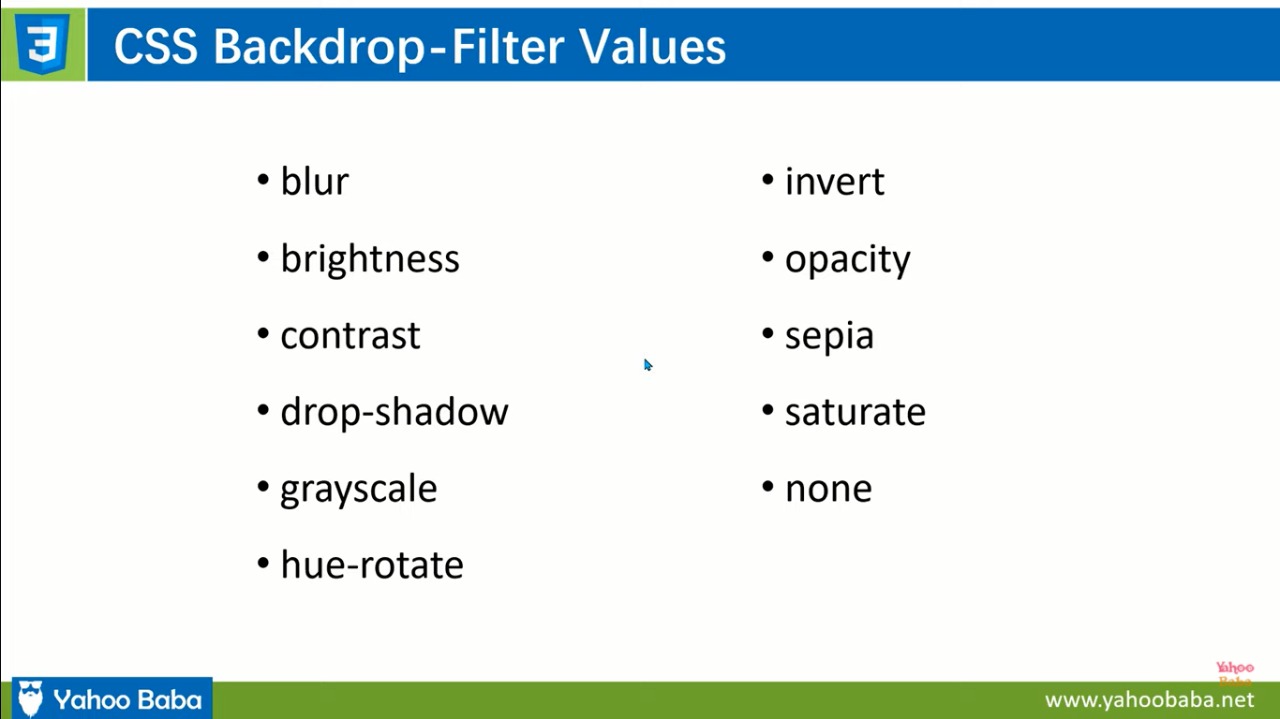 CSS Backdrop-Filter Values
• blur
• brightness
• contrast
• drop-shadow
• grayscale
• hue-rotate
• invert
• opacity
• sepia
• saturate
• none
Yahoo
Baba
Yahoo Baba
www.yahoobaba.net